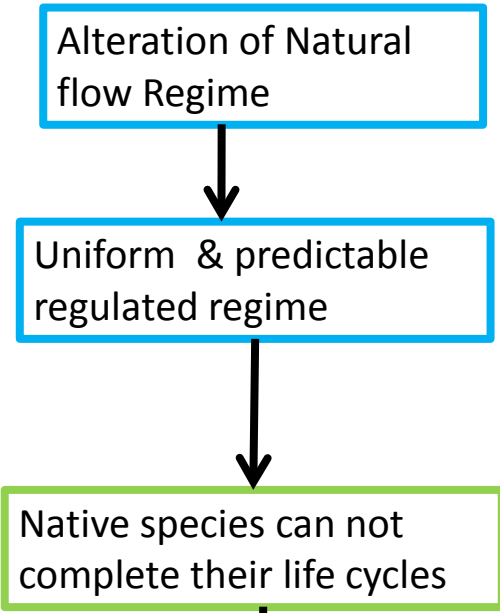 Alteration of Natural
flow Regime
Uniform & predictable
regulated regime
Native species can not
complete their life cycles